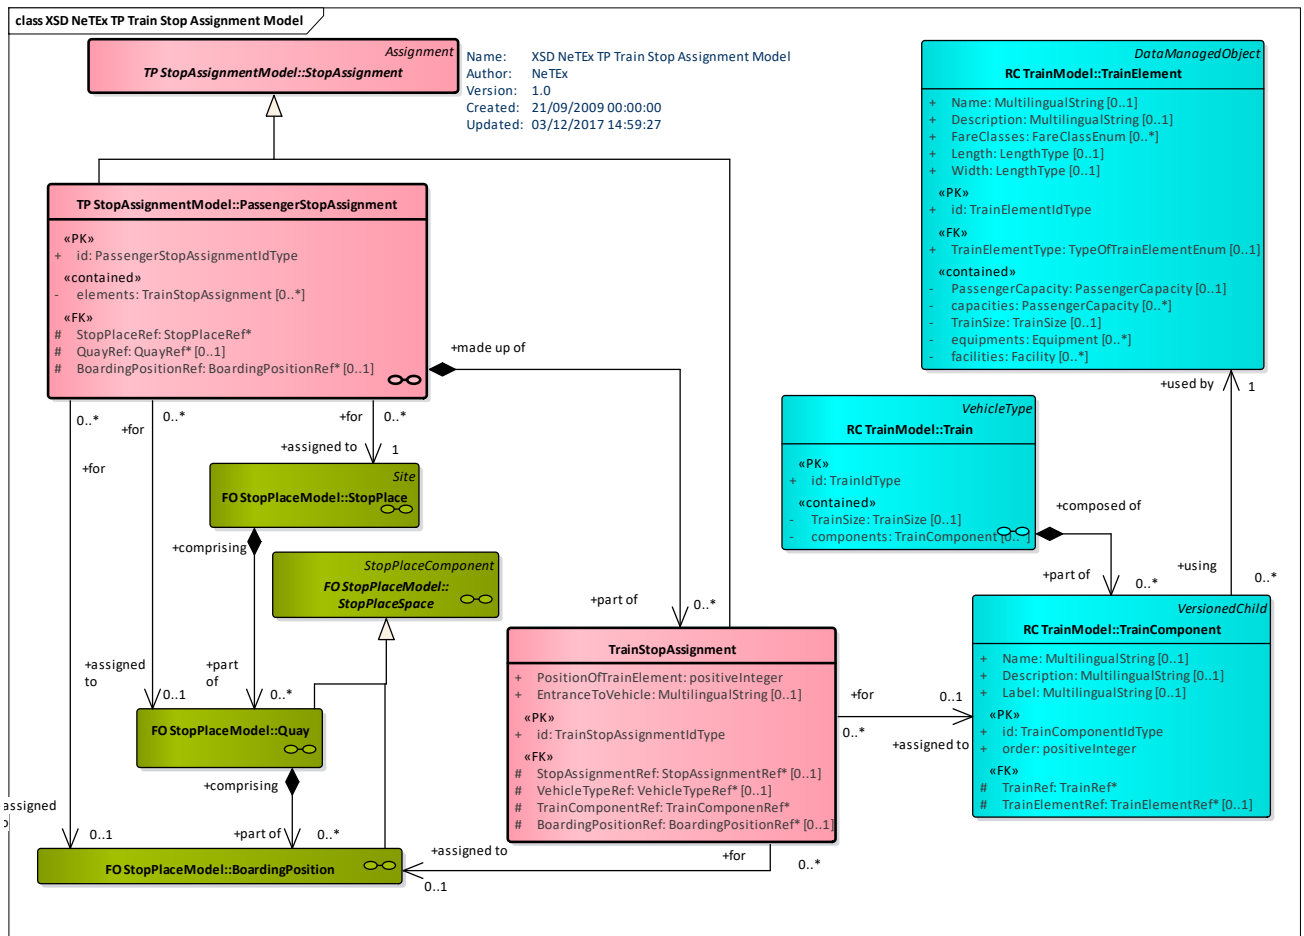 class XSD NeTEx TP Train Stop Assignment Model
Assignment
TP StopAssignmentModel::StopAssignment
Name: XSD NeTEx TP Train Stop Assignment Model
Author: NeTEx
Version: 1.0
Created: 21/09/2009 00:00:00
Updated: 03/12/2017 14:59:27
DataManagedObject
RC TrainModel::TrainElement
+ Name: MultilingualString [0..1]
+ Description: MultilingualString [0..1]
+ FareClasses: FareClassEnum [0..*]
+ Length: LengthType [0..1]
+ Width: LengthType [0..1]
«PK»
+ id: TrainElementIdType
«FK»
+ TrainElementType: TypeOfTrainElementEnum [0..1]
«contained»
- PassengerCapacity: PassengerCapacity [0..1]
- capacities: PassengerCapacity [0..*]
- TrainSize: TrainSize [0..1]
- equipments: Equipment [0..*]
- facilities: Facility [0..*]
TP StopAssignmentModel::PassengerStopAssignment
«PK»
+ id: PassengerStopAssignmentIdType
«contained»
- elements: TrainStopAssignment [0..*]
«FK»
# StopPlaceRef: StopPlaceRef*
# QuayRef: QuayRef* [0..1]
# BoardingPositionRef: BoardingPositionRef* [0..1]
+made up of
+used by 1
0..*
+for
0..*
+for
+for
0..*
+assigned to 1
VehicleType
RC TrainModel::Train
«PK»
+ id: TrainIdType
«contained»
- TrainSize: TrainSize [0..1]
- components: TrainComponent [0..*]
+composed of
Site
FO StopPlaceModel::StopPlace
+comprising
StopPlaceComponent
FO StopPlaceModel::
StopPlaceSpace
+part of 0..*
+part of 0..*
+using 0..*
VersionedChild
RC TrainModel::TrainComponent
+ Name: MultilingualString [0..1]
+ Description: MultilingualString [0..1]
+ Label: MultilingualString [0..1]
«PK»
+ id: TrainComponentIdType
+ order: positiveInteger
«FK»
# TrainRef: TrainRef*
# TrainElementRef: TrainElementRef* [0..1]
TrainStopAssignment
+ PositionOfTrainElement: positiveInteger
+ EntranceToVehicle: MultilingualString [0..1]
«PK»
+ id: TrainStopAssignmentIdType
«FK»
# StopAssignmentRef: StopAssignmentRef* [0..1]
# VehicleTypeRef: VehicleTypeRef* [0..1]
# TrainComponentRef: TrainComponenRef*
# BoardingPositionRef: BoardingPositionRef* [0..1]
+for
0..*
0..1
+assigned to
+assigned
to
0..1
+part
of
0..*
FO StopPlaceModel::Quay
+comprising
+part of 0..*
assigned
0..1
FO StopPlaceModel::BoardingPosition
+assigned to
0..1
+for
0..*